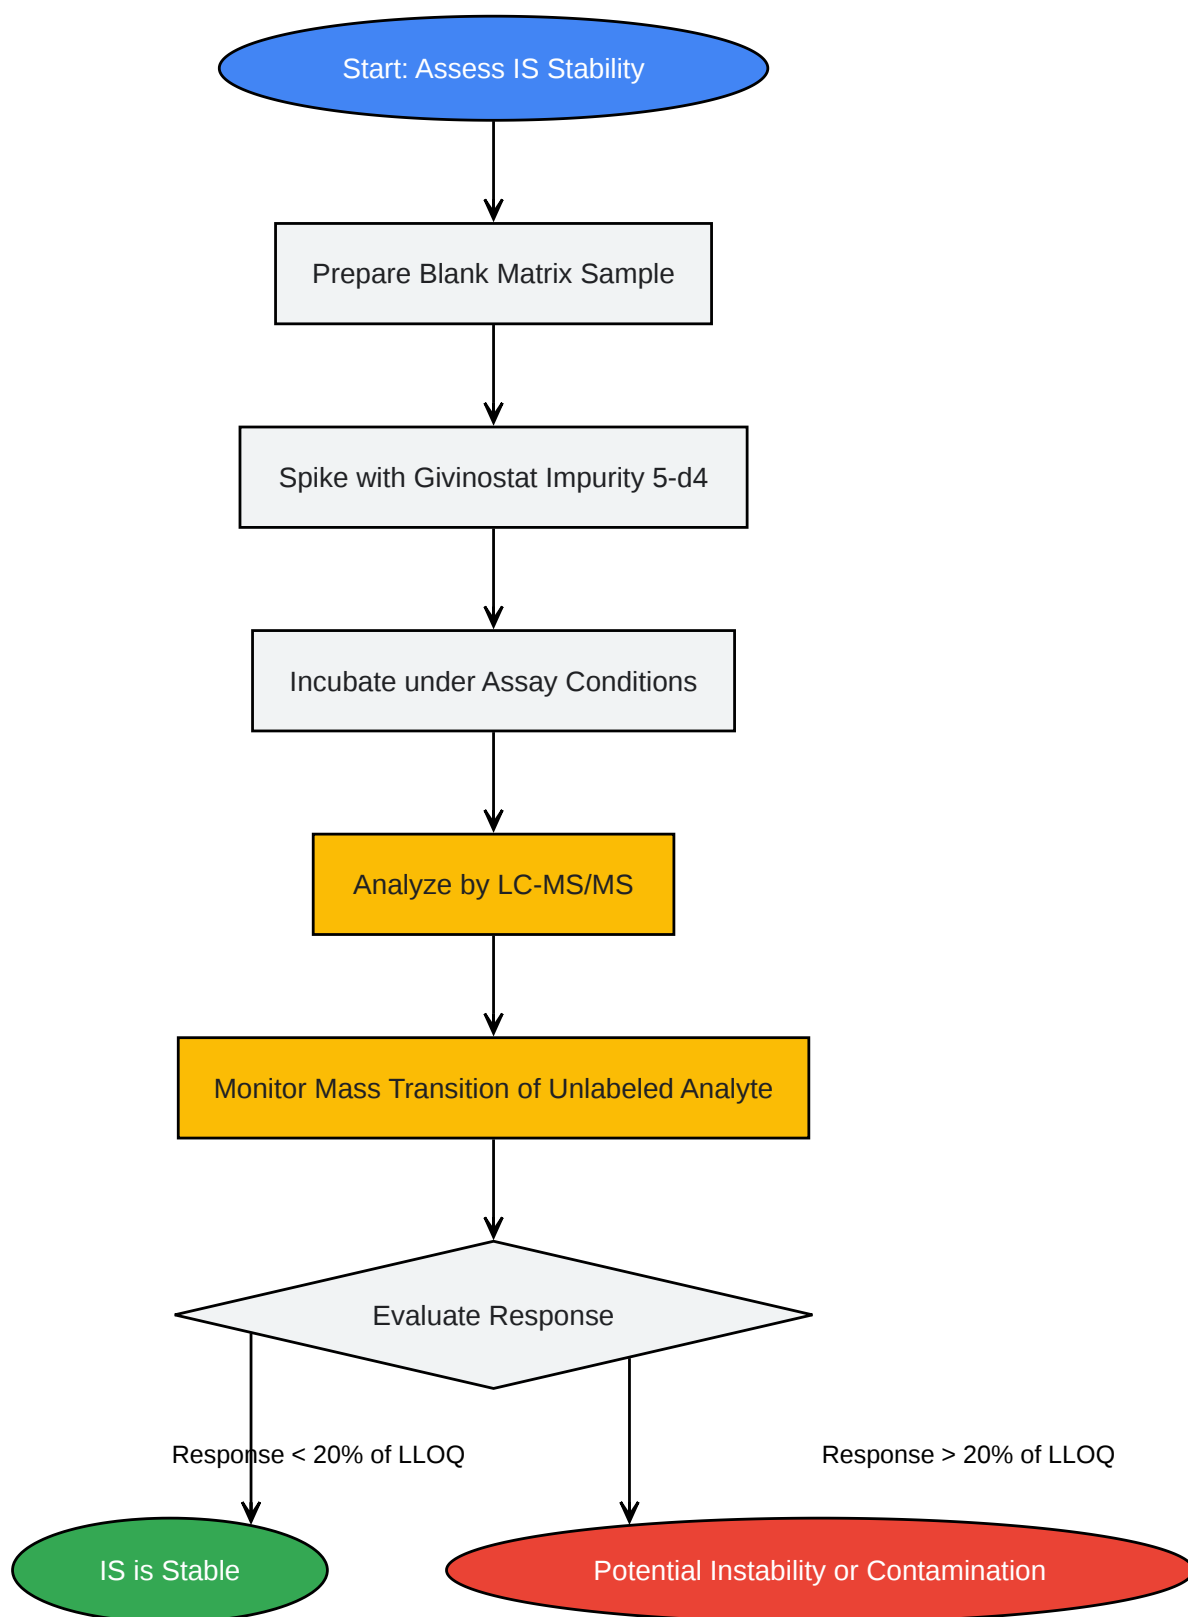 Start: Assess IS Stability
Prepare Blank Matrix Sample
Spike with Givinostat Impurity 5-d4
Incubate under Assay Conditions
Analyze by LC-MS/MS
Monitor Mass Transition of Unlabeled Analyte
Evaluate Response
Response < 20% of LLOQ
Response > 20% of LLOQ
IS is Stable
Potential Instability or Contamination